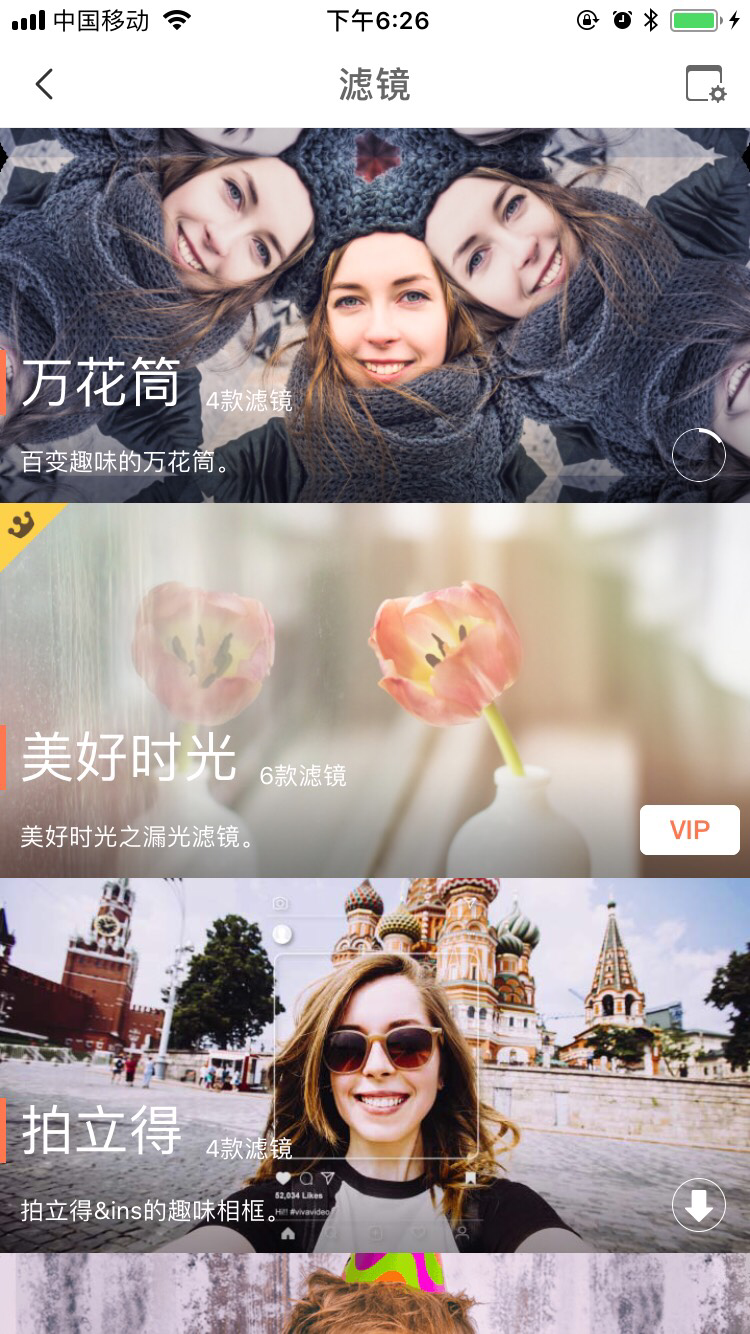 中国移动
下午6:26
滤镜
万花筒
4款滤镜
百变趣味的万花筒。
美好时光
6款滤镜
美好时光之漏光滤镜。
VIP
拍立得
4款滤镜
52,034 Likes
拍立得&ins的趣味相框。
Hi!! #vivavideo